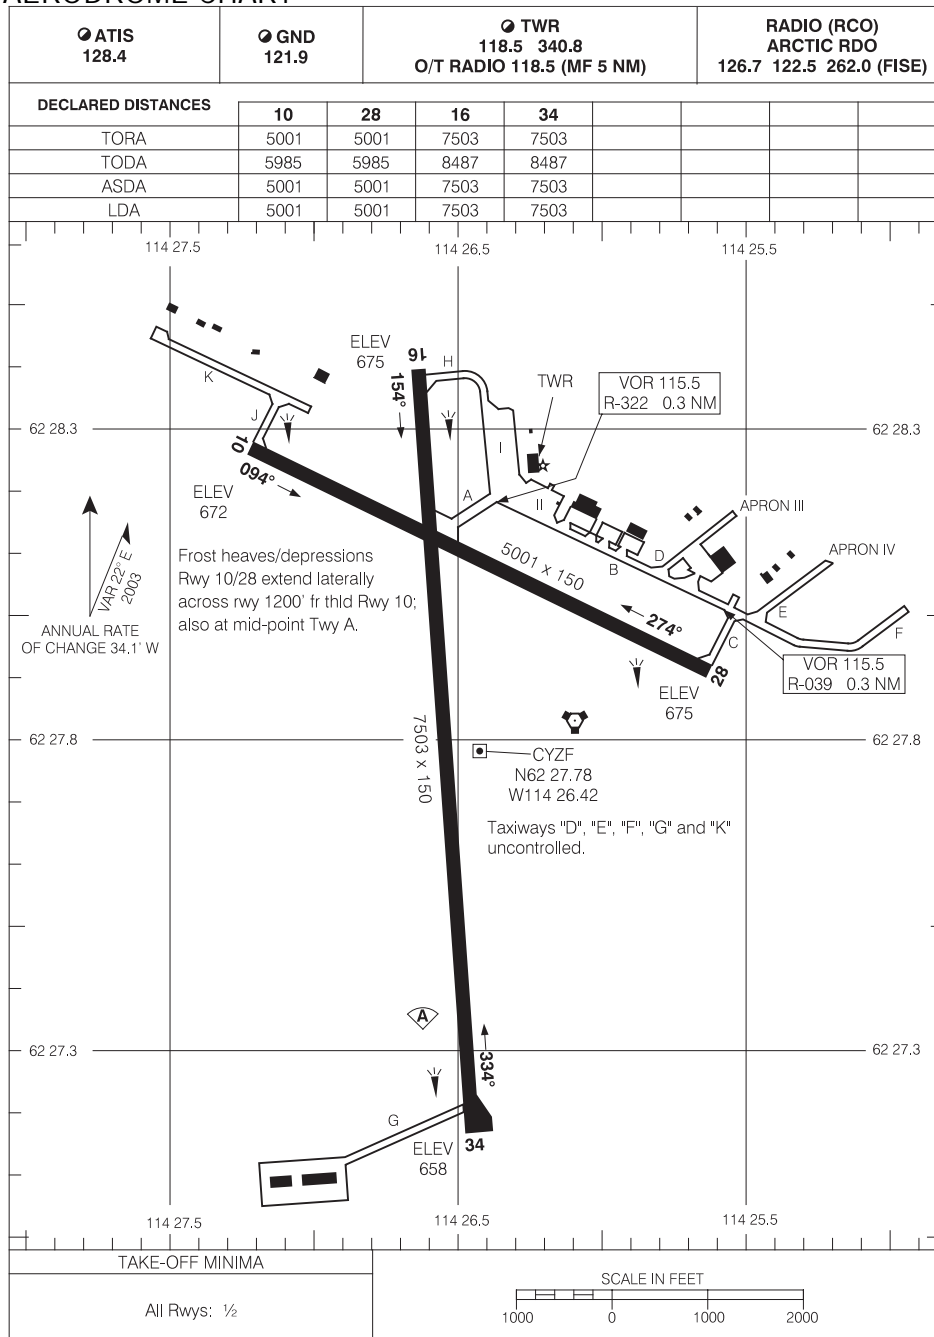 AERODROME CHART
ATIS
128.4
GND
121.9
TWR
118.5 340.8
O/T RADIO 118.5 (MF 5 NM)
RADIO (RCO)
ARCTIC RDO
126.7 122.5 262.0 (FISE)
DECLARED DISTANCES 10 28 16 34
TORA 5001 5001 7503 7503
TODA 5985 5985 8487 8487
ASDA 5001 5001 7503 7503
LDA 5001 5001 7503 7503
114 27.5 114 26.5 114 25.5
ELEV
675
16
154°
H
TWR
VOR 115.5
R-322 0.3 NM
K
J
62 28.3
62 28.3
10
094°
ELEV
672
I
A
II
APRON III
D
B
5001 x 150
APRON IV
E
F
C
VAR 22° E
2003
ANNUAL RATE
OF CHANGE 34.1' W
Frost heaves/depressions
Rwy 10/28 extend laterally
across rwy 1200' fr thld Rwy 10;
also at mid-point Twy A.
274°
28
ELEV
675
VOR 115.5
R-039 0.3 NM
7503 x 150
62 27.8
62 27.8
CYZF
N62 27.78
W114 26.42
Taxiways "D", "E", "F", "G" and "K"
uncontrolled.
A
62 27.3
62 27.3
334°
G
ELEV
658
34
114 27.5 114 26.5 114 25.5
TAKE-OFF MINIMA
All Rwys: ½
SCALE IN FEET
1000 0 1000 2000